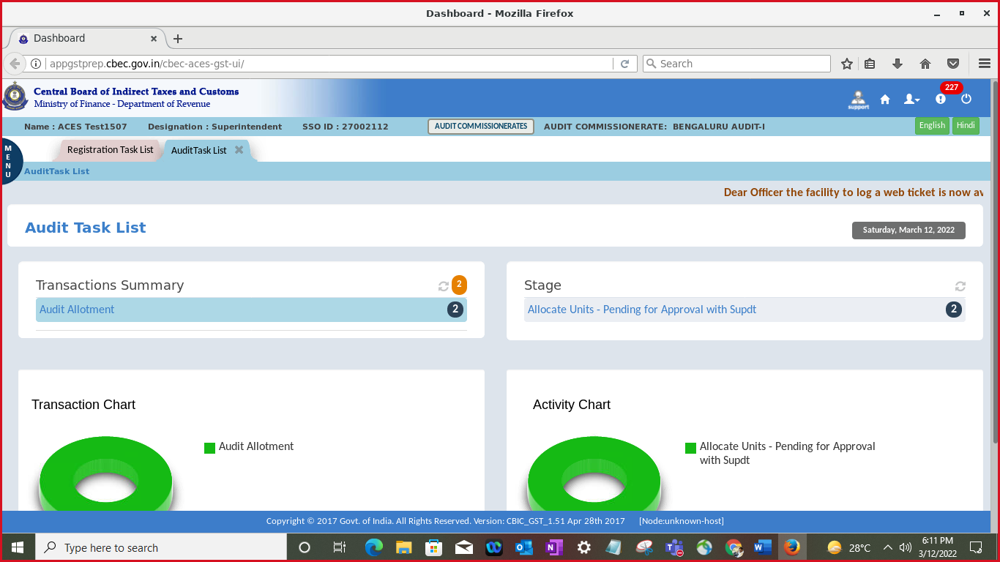 Dashboard - Mozilla Firefox
Dashboard
appgstprep.cbec.gov.in/cbec-aces-gst-ui/
Search
Central Board of Indirect Taxes and Customs
Ministry of Finance - Department of Revenue
support
227
Name : ACES Test1507 Designation : Superintendent SSO ID : 27002112 AUDIT COMMISSIONERATES AUDIT COMMISSIONERATE: BENGALURU AUDIT-I English Hindi
MENU
Registration Task List AuditTask List
AuditTask List
Dear Officer the facility to log a web ticket is now av
Audit Task List
Saturday, March 12, 2022
Transactions Summary 2
Audit Allotment 2
Stage
Allocate Units - Pending for Approval with Supdt 2
Transaction Chart
Audit Allotment
Activity Chart
Allocate Units - Pending for Approval
with Supdt
Copyright © 2017 Govt. of India. All Rights Reserved. Version: CBIC_GST_1.51 Apr 28th 2017 [Node:unknown-host]
Type here to search
28°C
6:11 PM
3/12/2022